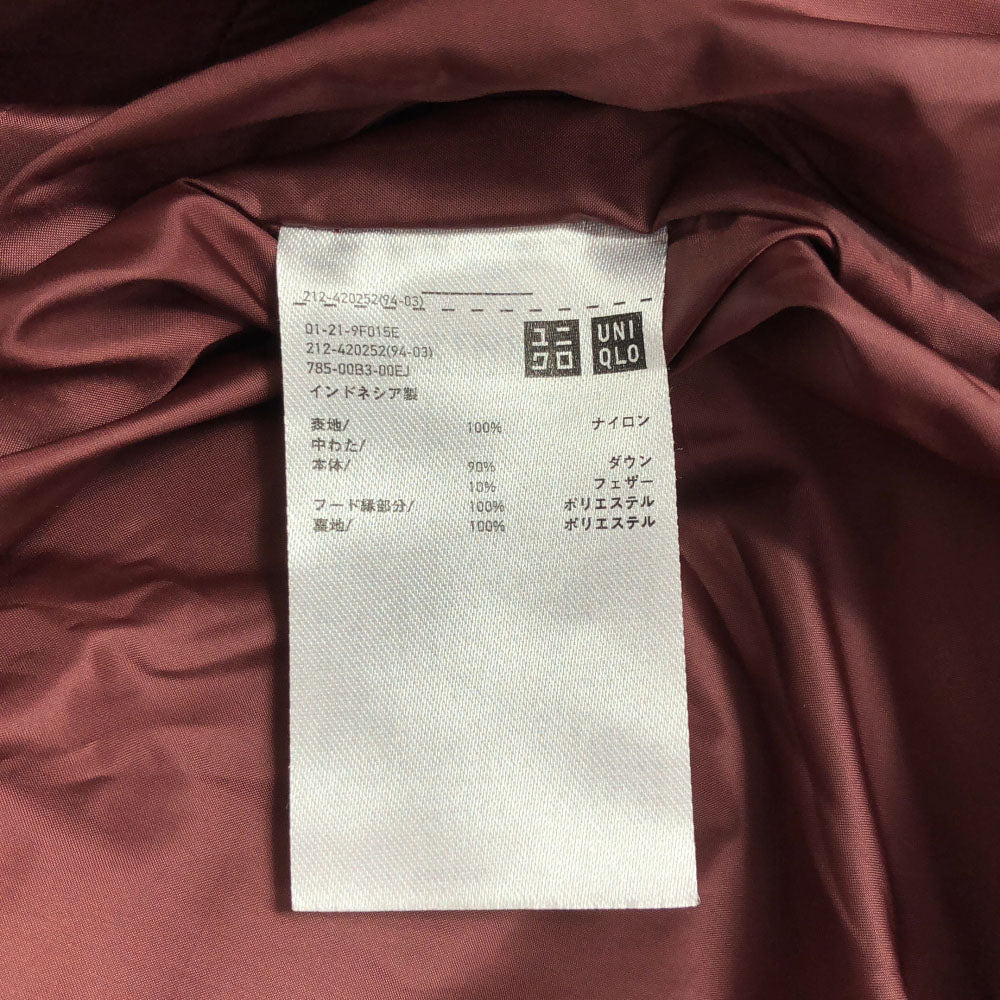 212-420252(94-03)
01-21-9F015E
212-420252(94-03)
785-00B3-00EJ
インドネシア製
ユニ
クロ
UNI
QLO
表地/ 100% ナイロン
中わた/
本体/ 90% ダウン
10% フェザー
フード縁部分/ 100% ポリエステル
裏地/ 100% ポリエステル